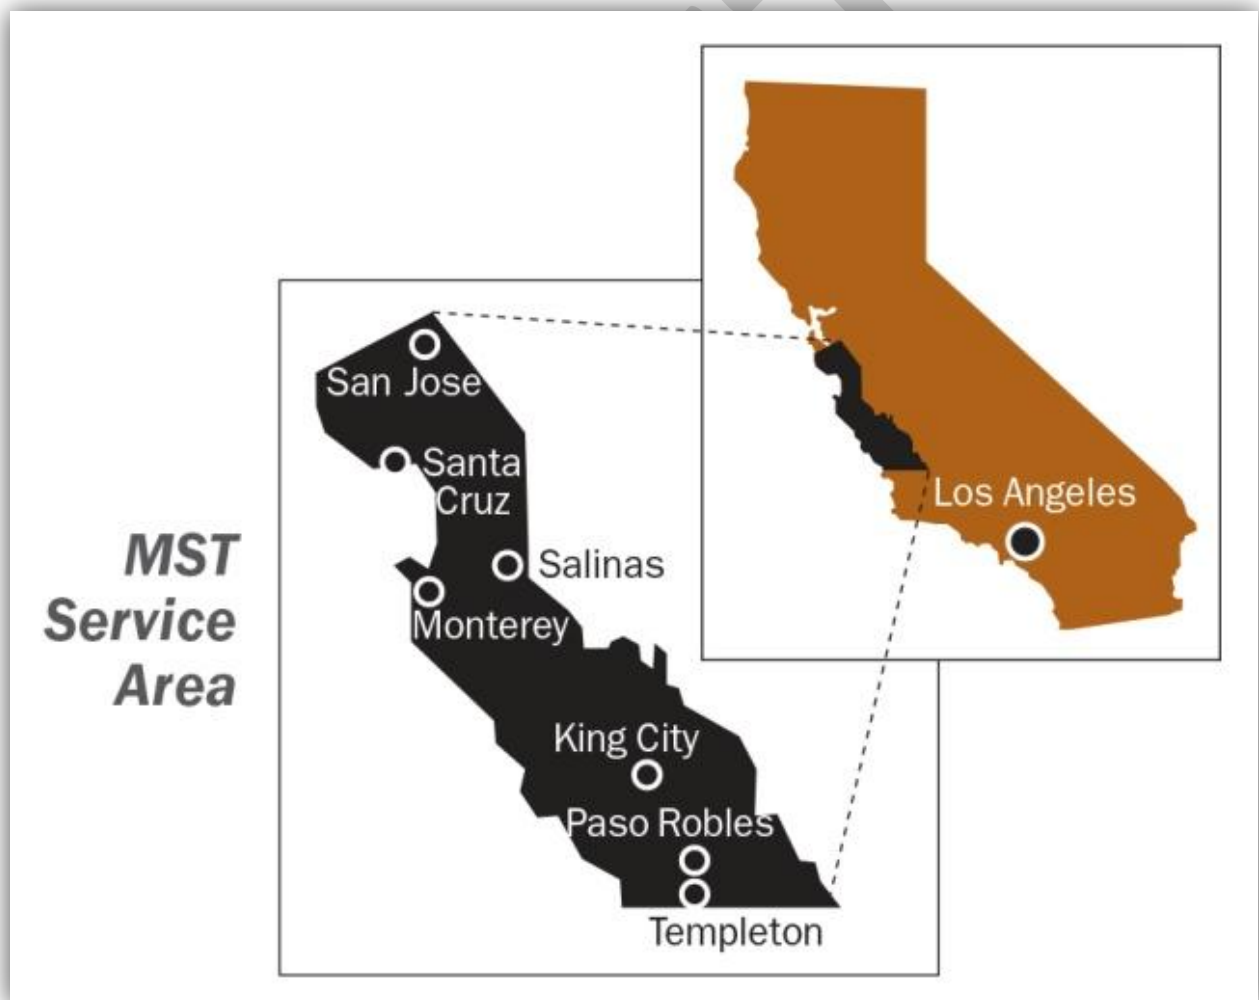 San Jose
Santa
Cruz
Salinas
Monterey
King City
Paso Robles
Templeton
Los Angeles
MST
Service
Area